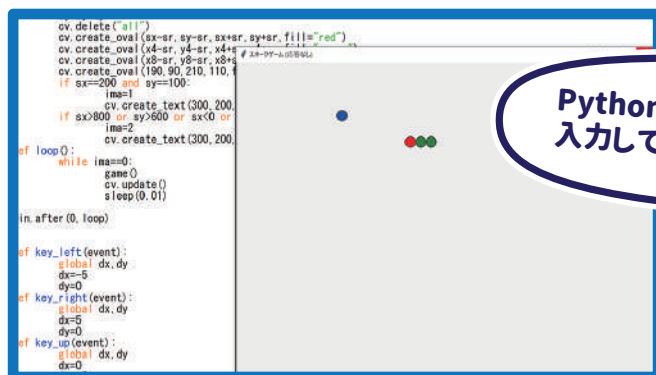 cv.delete("all")
cv.create_oval(sx-sr,sy-sr,sx+sr,sy+sr,fill="red")
cv.create_oval(x4-sr,y4-sr,x4+s
cv.create_oval(x8-sr,y8-sr,x8+s
cv.create_oval(190,90,210,110,f
if sx==200 and sy==100:
ima=1
cv.create_text(300,200,
if sx>800 or sy>600 or sx<0 or
ima=2
cv.create_text(300,200,
ef loop():
while ima==0:
game()
cv.update()
sleep(0.01)
in.after(0, loop)
ef key_left(event):
global dx,dy
dx=-5
dy=0
ef key_right(event):
global dx,dy
dx=5
dy=0
ef key_up(event):
global dx,dy
dx=0
Python
入力して